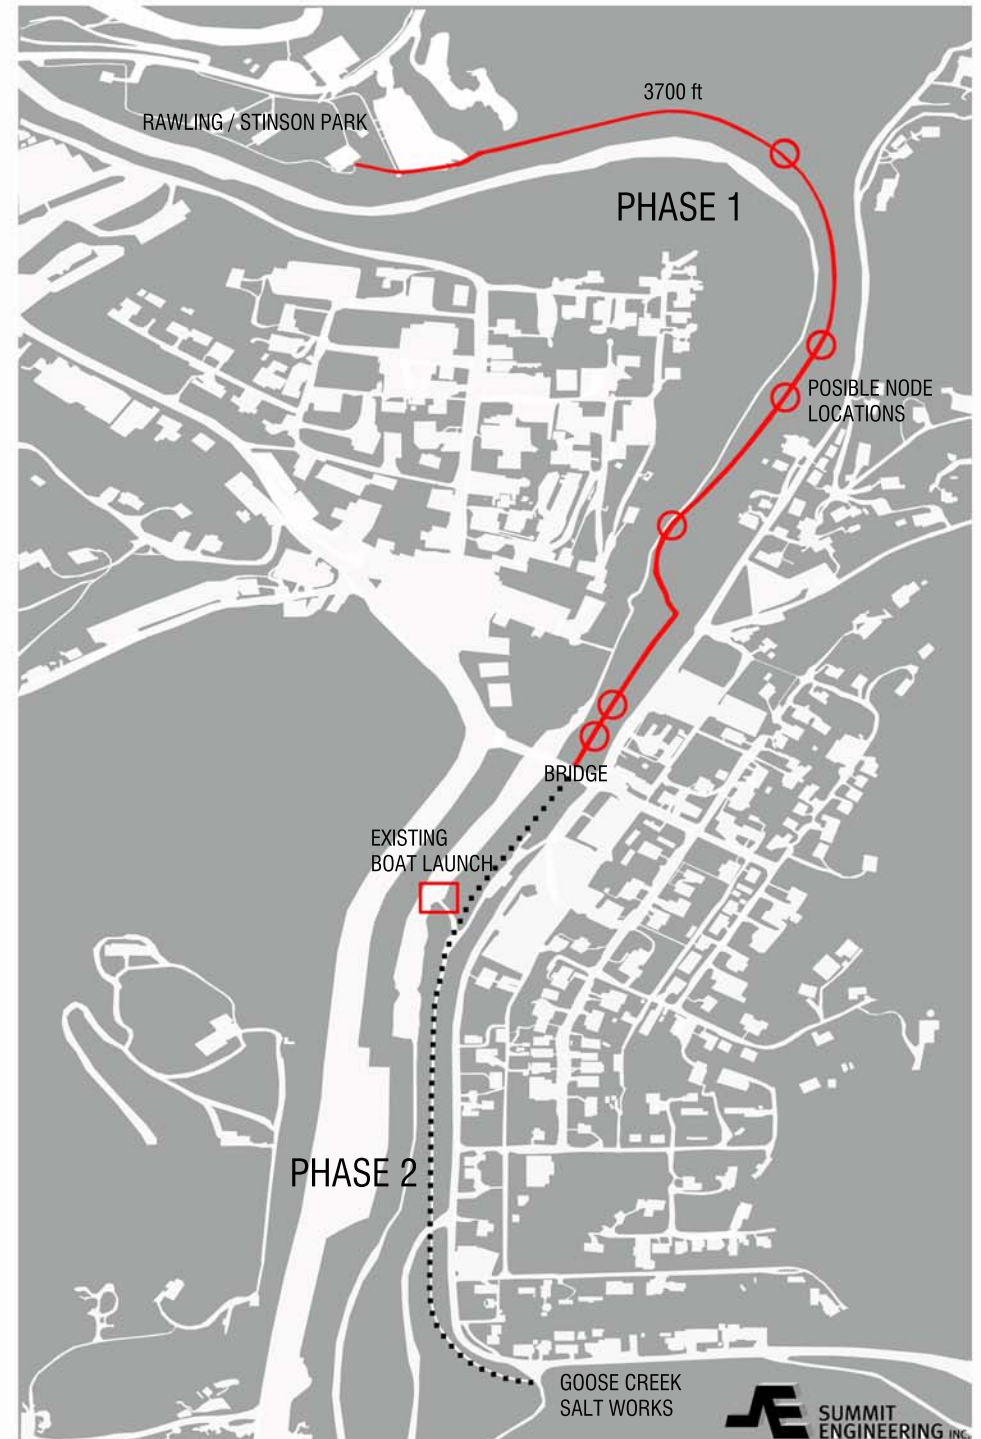 3700 ft
RAWLING / STINSON PARK
PHASE 1
POSIBLE NODE
LOCATIONS
BRIDGE
EXISTING
BOAT LAUNCH
PHASE 2
GOOSE CREEK
SALT WORKS
SUMMIT
ENGINEERING INC.